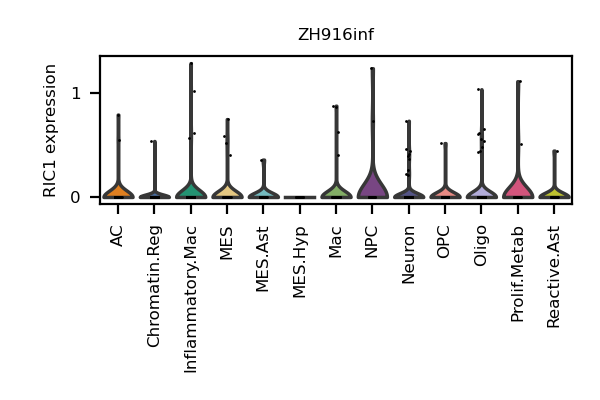 ZH916inf
RIC1 expression
1
0
AC
Chromatin.Reg
Inflammatory.Mac
MES
MES.Ast
MES.Hyp
Mac
NPC
Neuron
OPC
Oligo
Prolif.Metab
Reactive.Ast